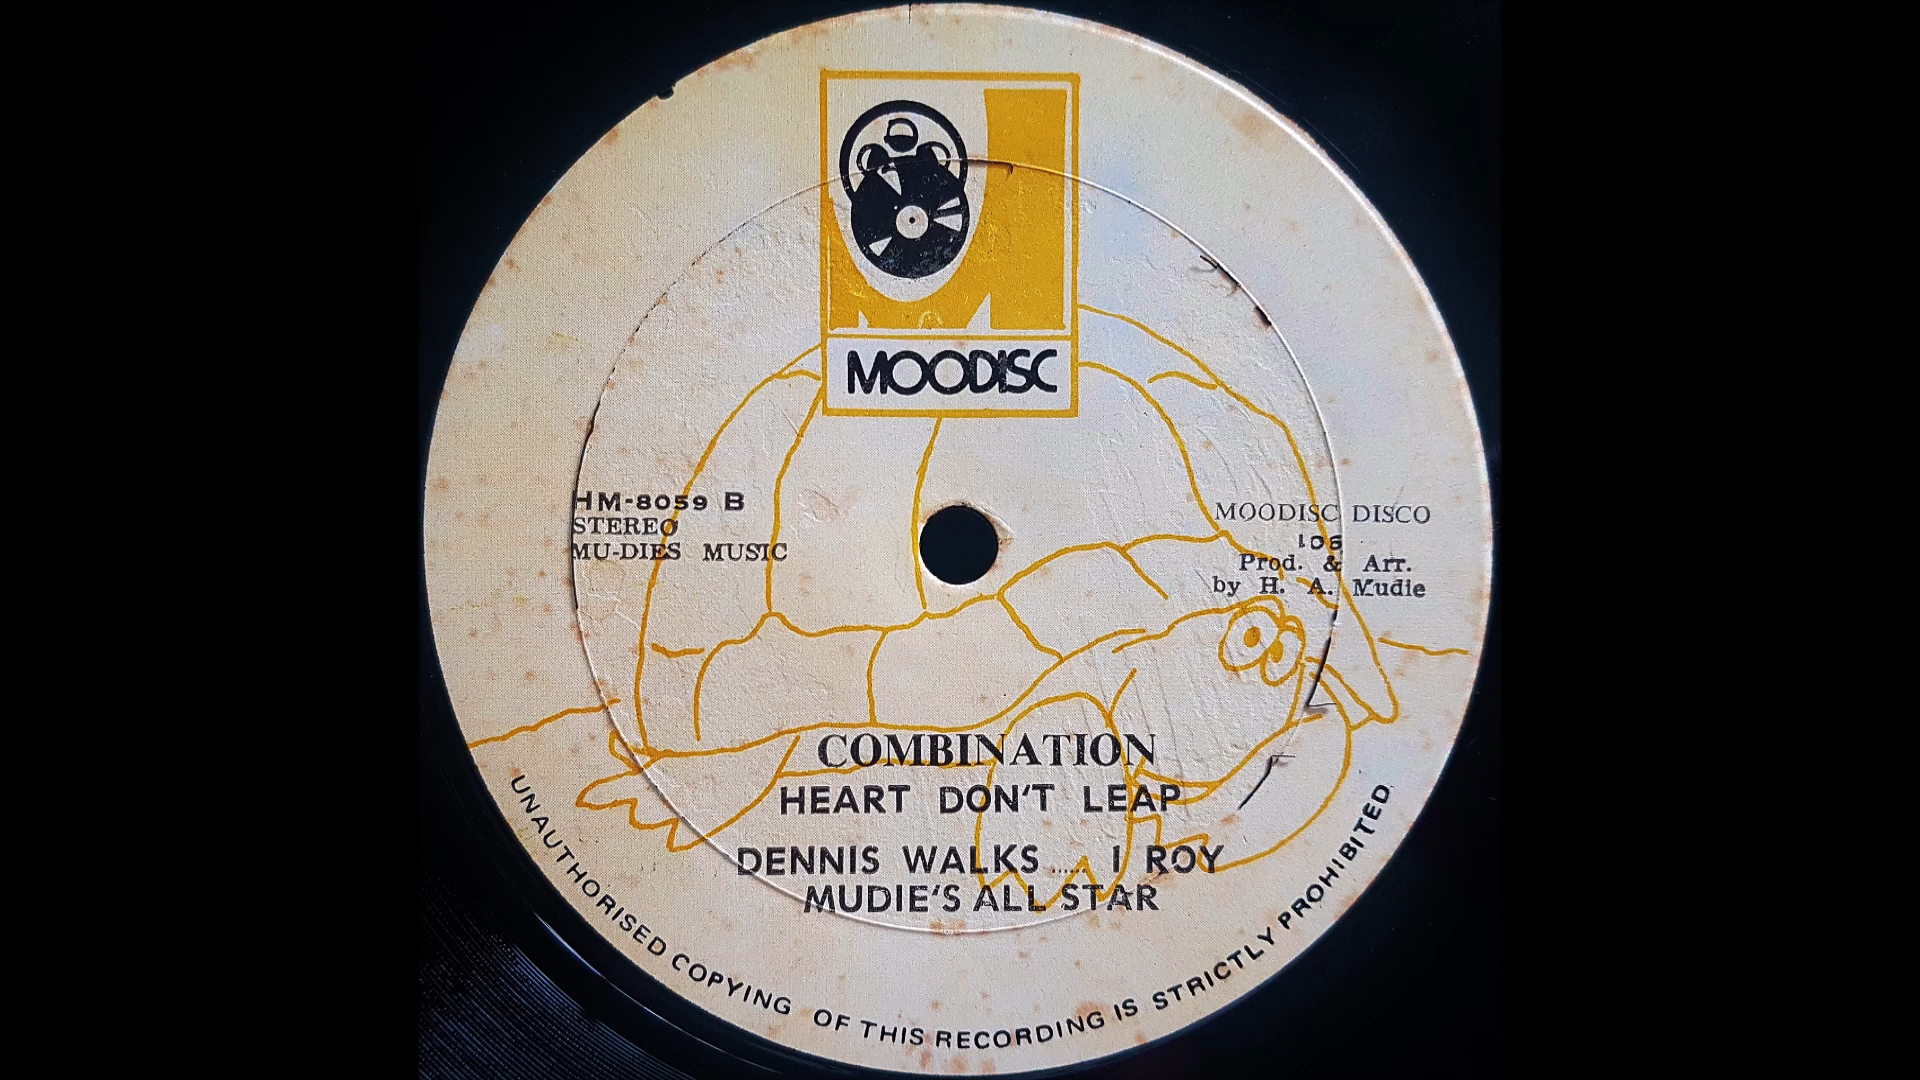 MOODISC
HM-8059 B
STEREO
MU-DIES MUSIC
MOODISC DISCO
106
Prod. & Arr.
by H. A. Mudie
COMBINATION
HEART DON'T LEAP
DENNIS WALKS ...... I ROY
MUDIE'S ALL STAR
UNAUTHORISED COPYING OF THIS RECORDING IS STRICTLY PROHIBITED